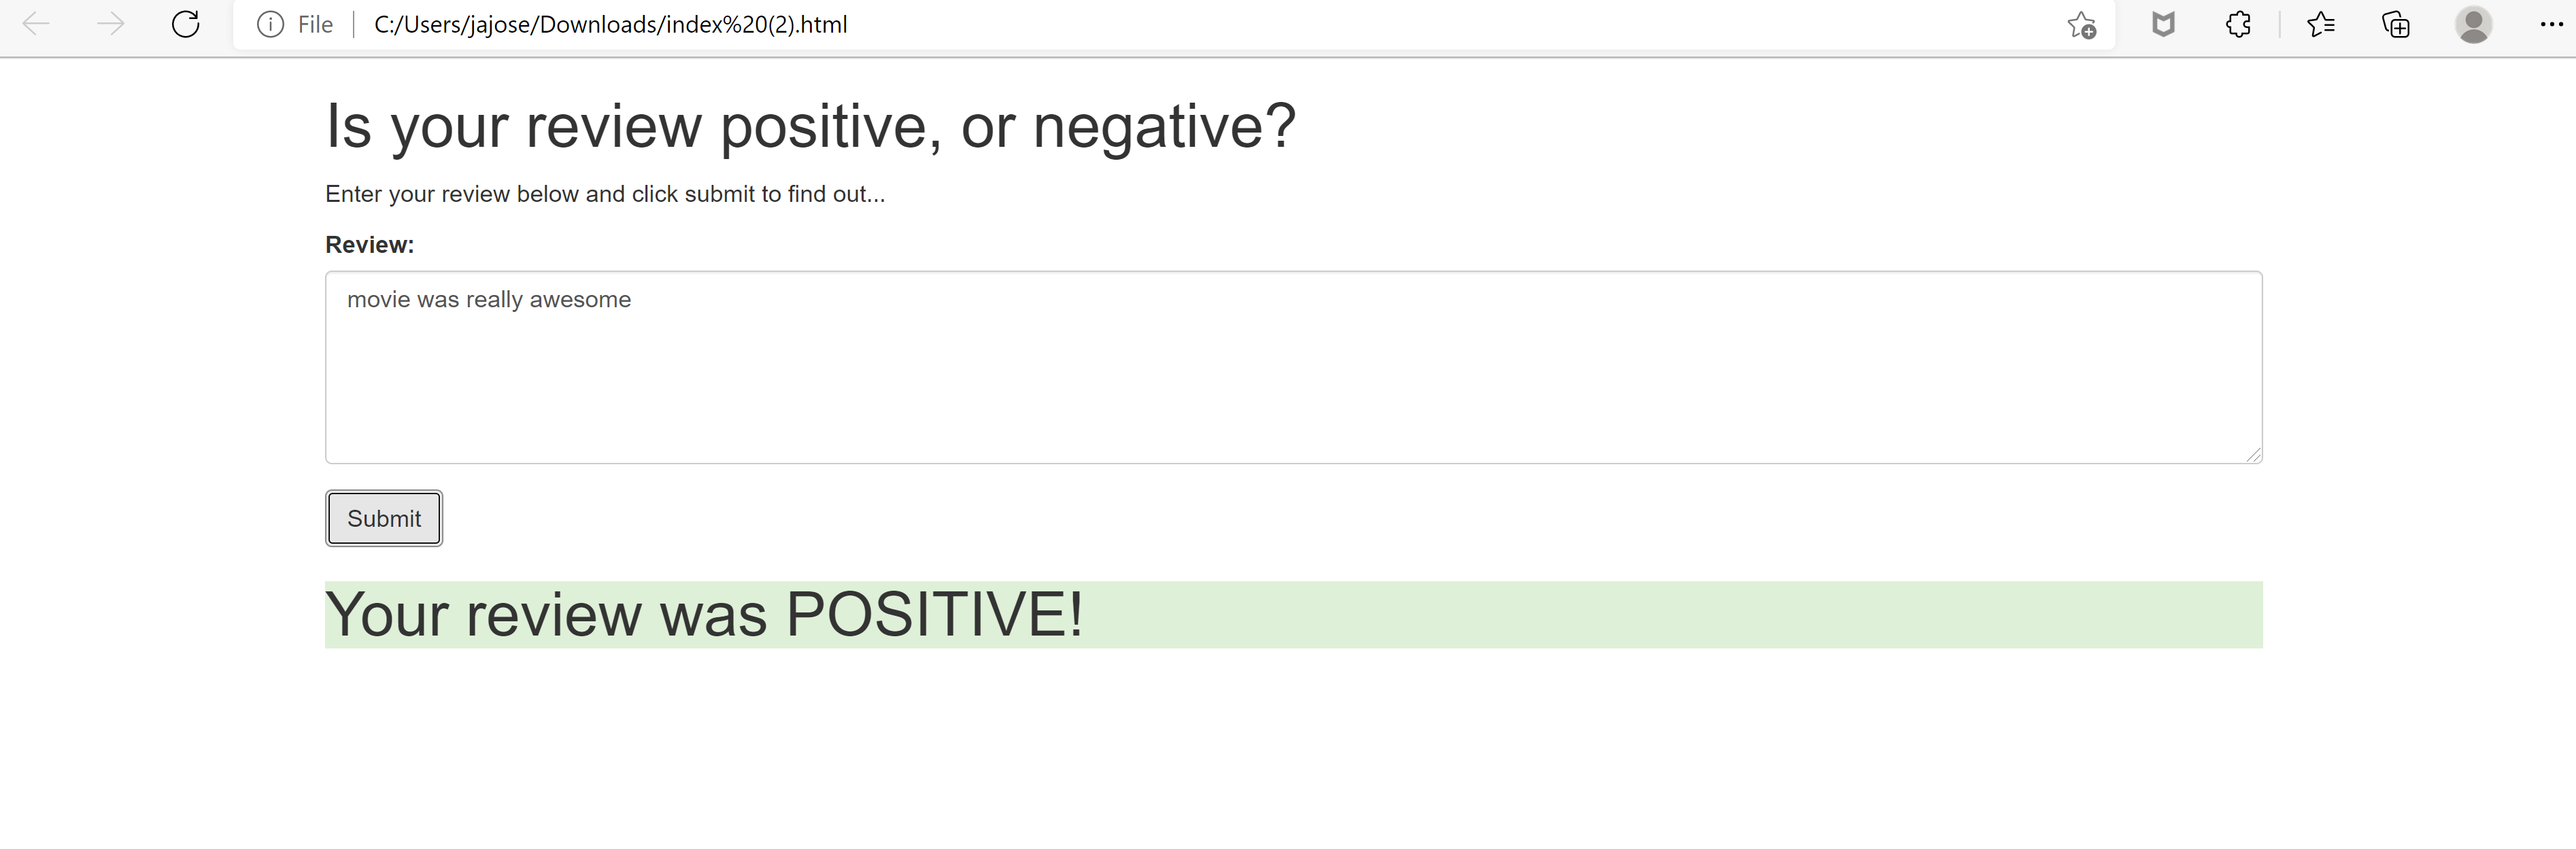 File C:/Users/jajose/Downloads/index%20(2).html
Is your review positive, or negative?
Enter your review below and click submit to find out...
Review:
movie was really awesome
Submit
Your review was POSITIVE!